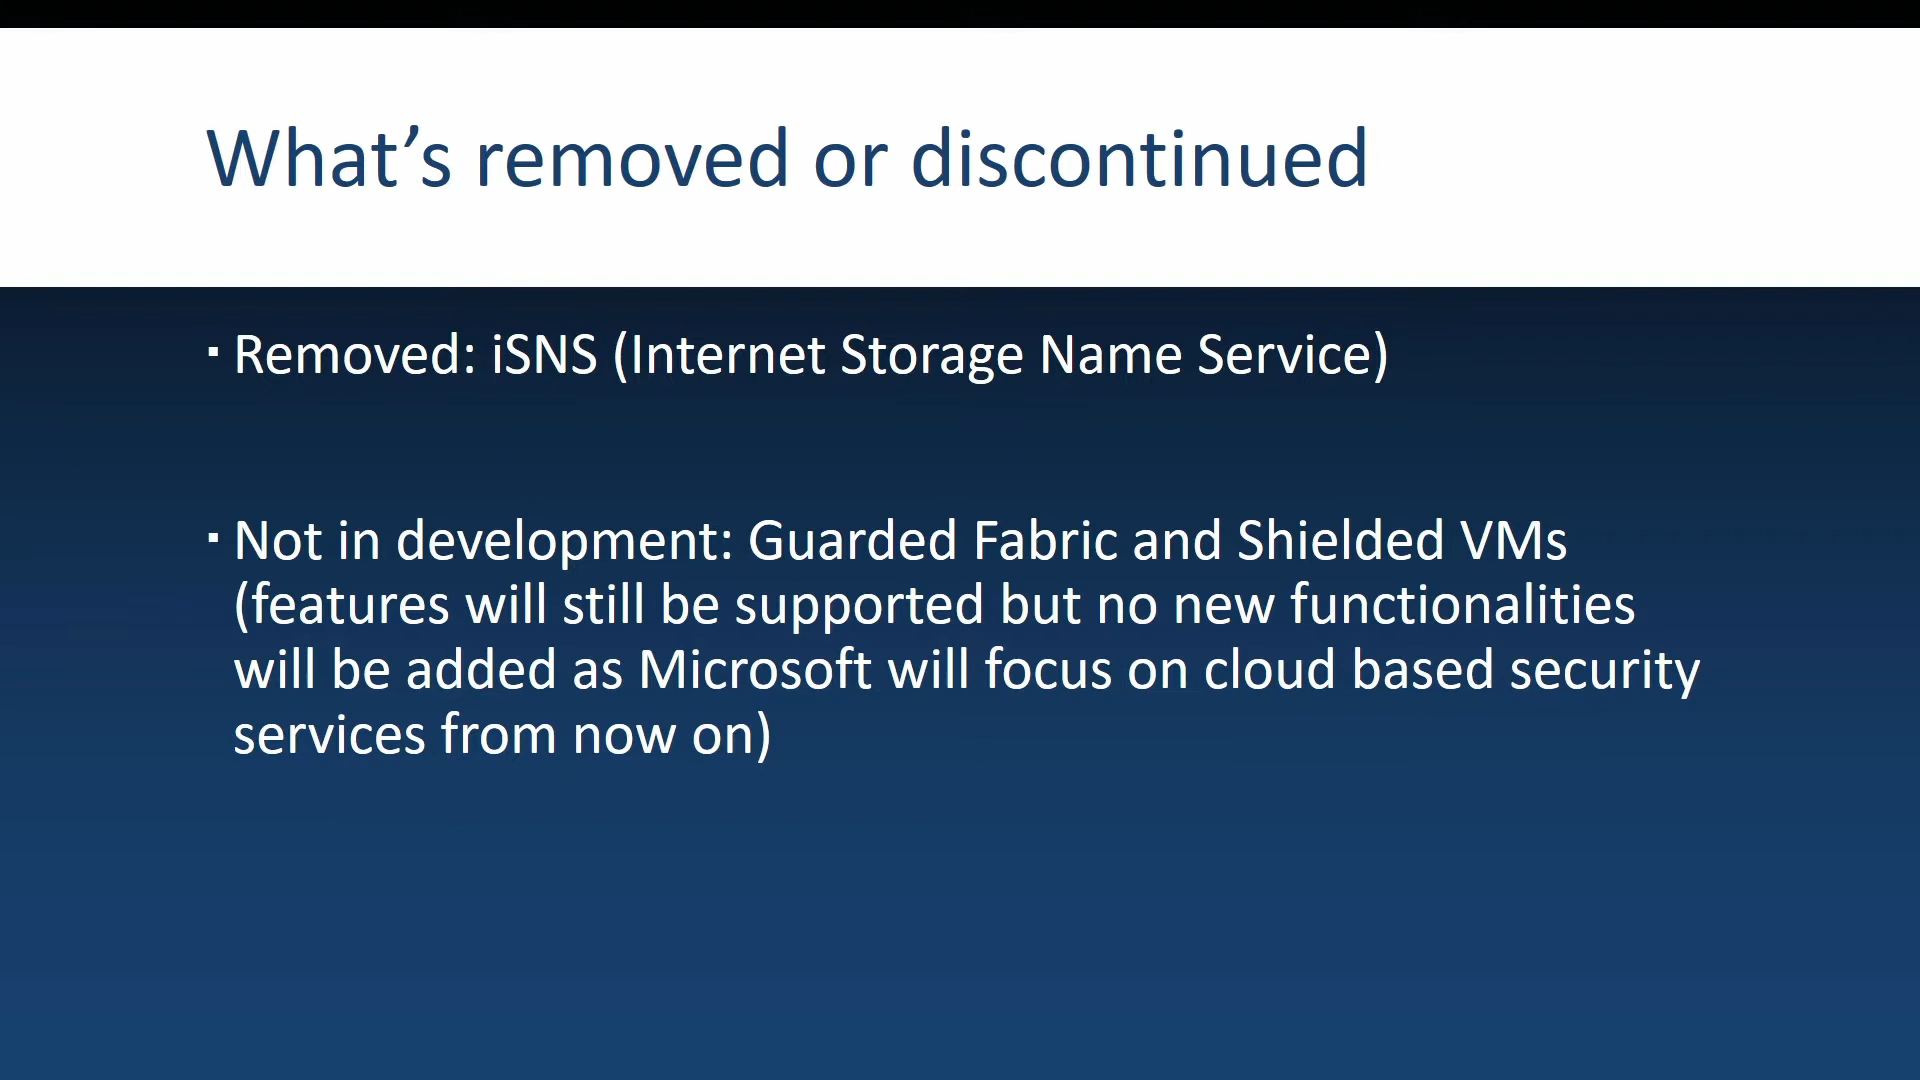 What’s removed or discontinued
▪ Removed: iSNS (Internet Storage Name Service)
▪ Not in development: Guarded Fabric and Shielded VMs
(features will still be supported but no new functionalities
will be added as Microsoft will focus on cloud based security
services from now on)